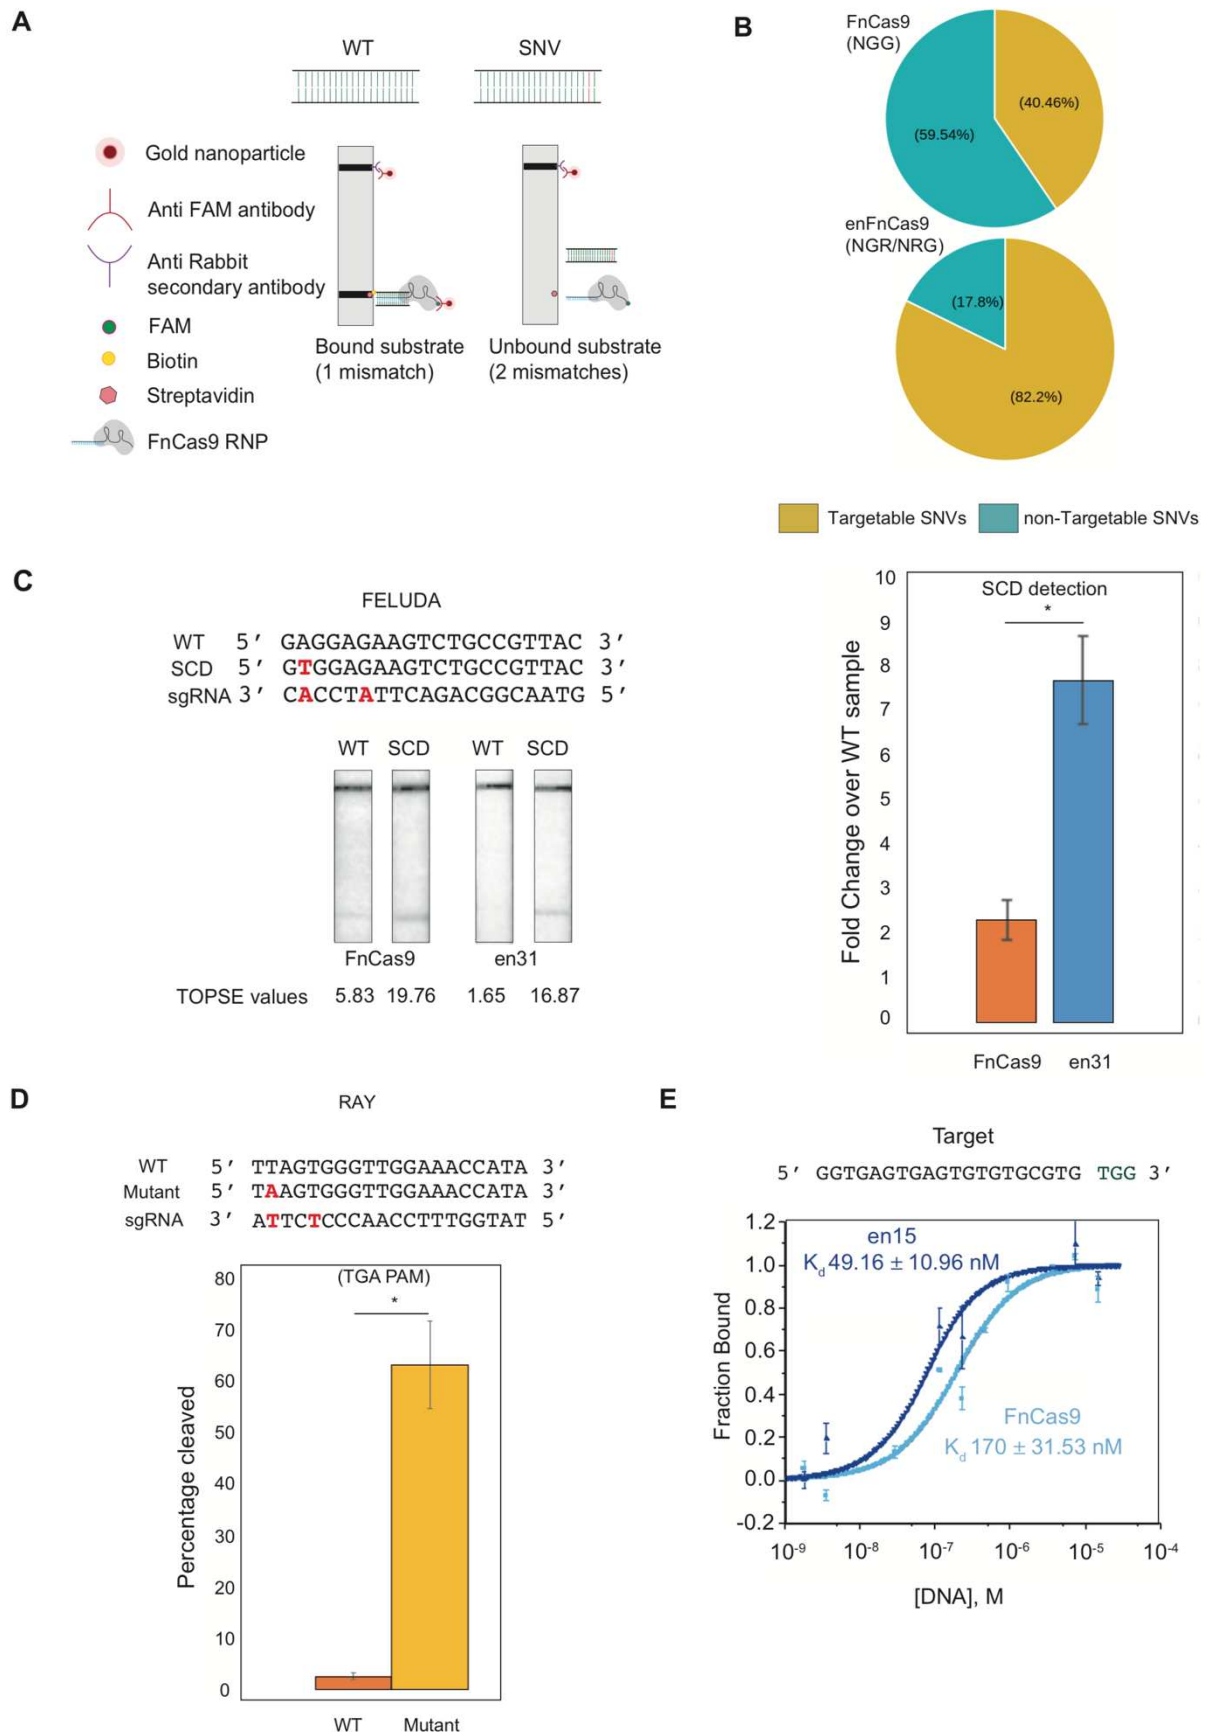 A
WT
SNV
Gold nanoparticle
Anti FAM antibody
Anti Rabbit
secondary antibody
FAM
Biotin
Streptavidin
FnCas9 RNP
Bound substrate
(1 mismatch)
Unbound substrate
(2 mismatches)
B
FnCas9
(NGG)
(40.46%)
(59.54%)
enFnCas9
(NGR/NRG)
(17.8%)
(82.2%)
Targetable SNVs
non-Targetable SNVs
C
FELUDA
WT 5′ GAGGAGAAGTCTGCCGTTAC 3′
SCD 5′ GTGGAGAAGTCTGCCGTTAC 3′
sgRNA 3′ CACCTATTCAGACGGCAATG 5′
WT SCD WT SCD
FnCas9 en31
TOPSE values 5.83 19.76 1.65 16.87
SCD detection
*
Fold Change over WT sample
10
9
8
7
6
5
4
3
2
1
0
FnCas9 en31
D
RAY
WT 5′ TTAGTGGGTTGGAAACCATA 3′
Mutant 5′ TAAGTGGGTTGGAAACCATA 3′
sgRNA 3′ ATTCTCCCAACCTTTGGTAT 5′
(TGA PAM)
*
Percentage cleaved
80
70
60
50
40
30
20
10
0
WT Mutant
E
Target
5′ GGTGAGTGAGTGTGTGCGTG TGG 3′
en15
Kd 49.16 ± 10.96 nM
FnCas9
Kd 170 ± 31.53 nM
Fraction Bound
1.2
1.0
0.8
0.6
0.4
0.2
0.0
-0.2
10⁻⁹ 10⁻⁸ 10⁻⁷ 10⁻⁶ 10⁻⁵ 10⁻⁴
[DNA], M